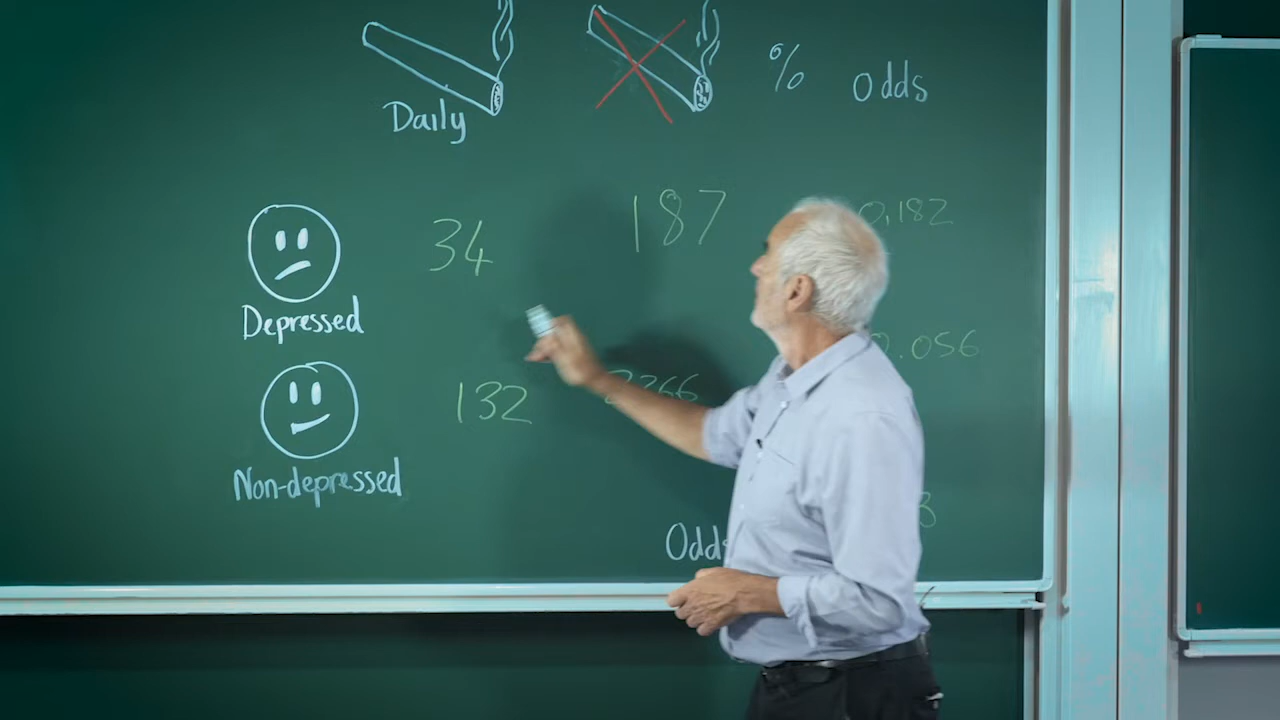 Daily % Odds
34 187 0,182
Depressed
132 2366 0.056
Non-depressed
Odds